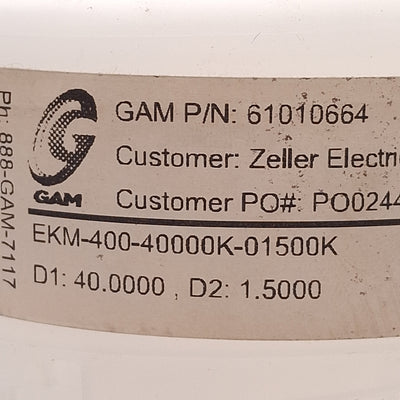 Ph: 888-GAM-7117
GAM
GAM P/N: 61010664
Customer: Zeller Electri
Customer PO#: PO0244
EKM-400-40000K-01500K
D1: 40.0000 , D2: 1.5000